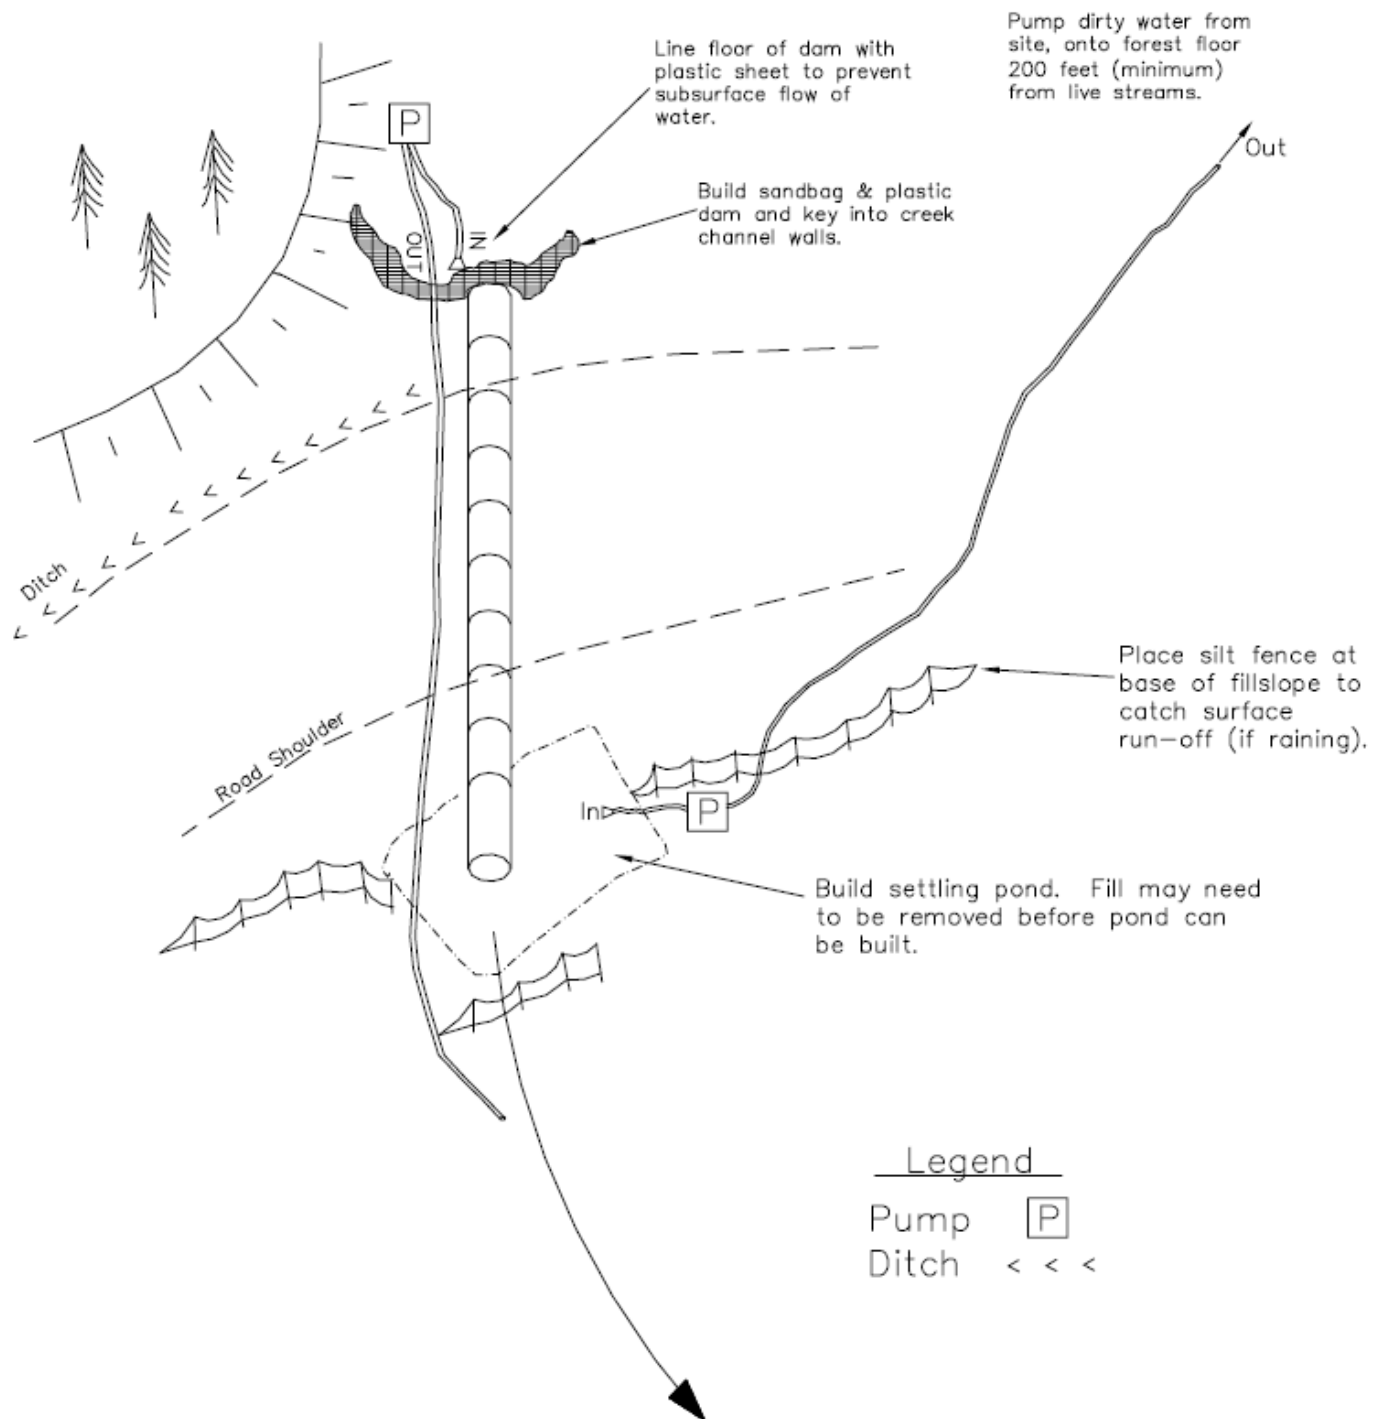 Pump dirty water from
site, onto forest floor
200 feet (minimum)
from live streams.
Line floor of dam with
plastic sheet to prevent
subsurface flow of
water.
P
Out
Build sandbag & plastic
dam and key into creek
channel walls.
IN
OUT
Ditch
Place silt fence at
base of fillslope to
catch surface
run-off (if raining).
Road Shoulder
In
P
Build settling pond. Fill may need
to be removed before pond can
be built.
Legend
Pump P
Ditch < < <